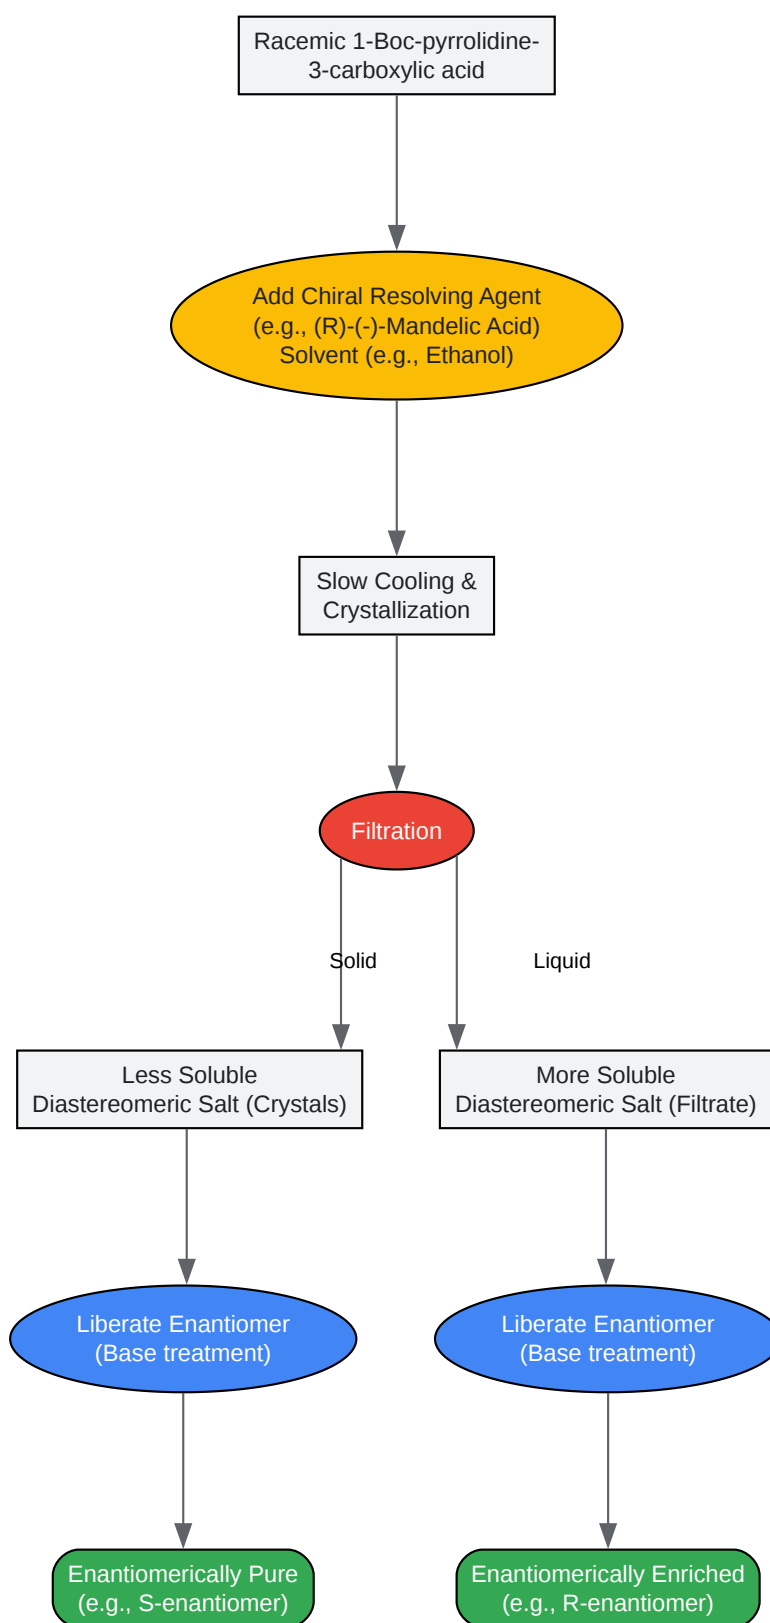 Racemic 1-Boc-pyrrolidine-
3-carboxylic acid
Add Chiral Resolving Agent
(e.g., (R)-(-)-Mandelic Acid)
Solvent (e.g., Ethanol)
Slow Cooling &
Crystallization
Filtration
Solid
Liquid
Less Soluble
Diastereomeric Salt (Crystals)
More Soluble
Diastereomeric Salt (Filtrate)
Liberate Enantiomer
(Base treatment)
Liberate Enantiomer
(Base treatment)
Enantiomerically Pure
(e.g., S-enantiomer)
Enantiomerically Enriched
(e.g., R-enantiomer)